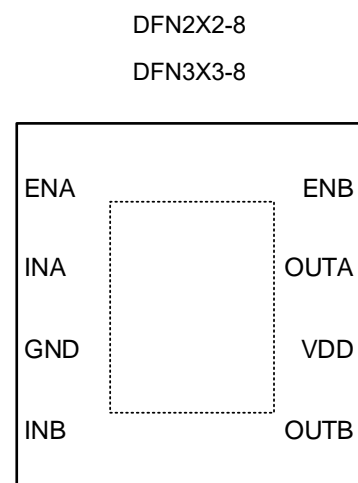 DFN2X2-8
DFN3X3-8
ENA ENB
INA OUTA
GND VDD
INB OUTB